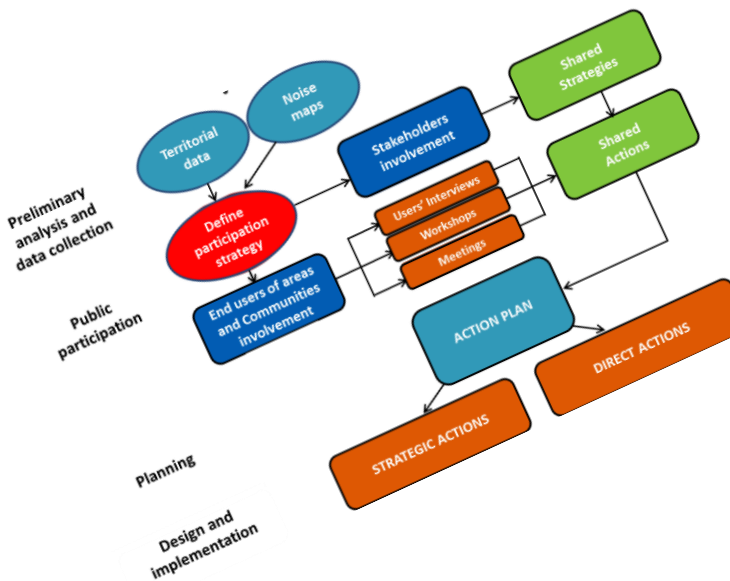 Noise
maps
Territorial
data
Shared
Strategies
Stakeholders
involvement
Shared
Actions
Preliminary
analysis and
data collection
Define
participation
strategy
Users' Interviews
Workshops
Meetings
Public
participation
End users of areas
and Communities
involvement
ACTION PLAN
DIRECT ACTIONS
STRATEGIC ACTIONS
Planning
Design and
implementation